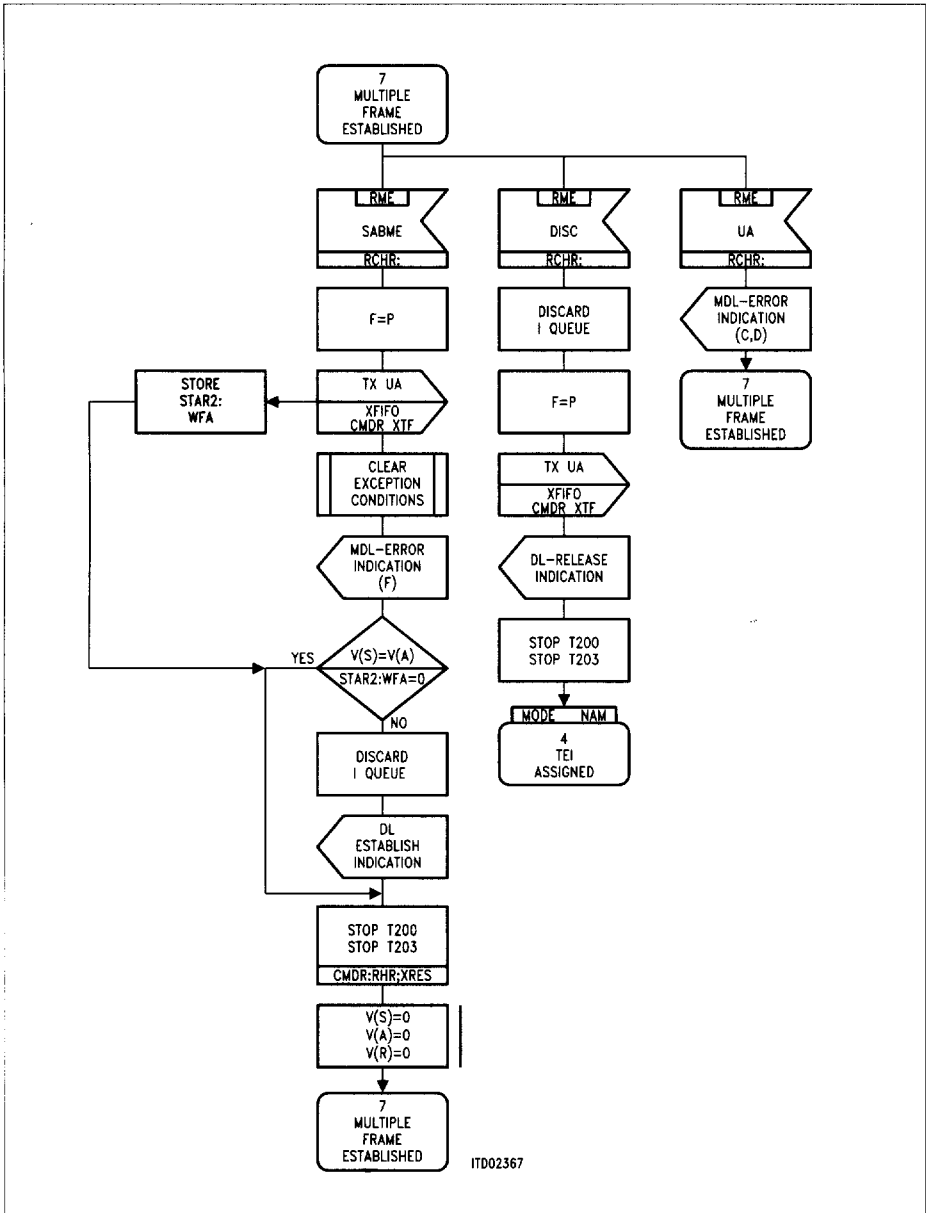 7
MULTIPLE
FRAME
ESTABLISHED
RME
SABME
RCHR:
F=P
STORE
STAR2:
WFA
TX UA
XFIFO
CMDR XTF
CLEAR
EXCEPTION
CONDITIONS
MDL-ERROR
INDICATION
(F)
YES
V(S)=V(A)
STAR2:WFA=0
NO
DISCARD
I QUEUE
DL
ESTABLISH
INDICATION
STOP T200
STOP T203
CMDR:RHR;XRES
V(S)=0
V(A)=0
V(R)=0
7
MULTIPLE
FRAME
ESTABLISHED
RME
DISC
RCHR:
DISCARD
I QUEUE
F=P
TX UA
XFIFO
CMDR XTF
DL-RELEASE
INDICATION
STOP T200
STOP T203
MODE NAM
4
TEI
ASSIGNED
RME
UA
RCHR:
MDL-ERROR
INDICATION
(C,D)
7
MULTIPLE
FRAME
ESTABLISHED
ITD02367